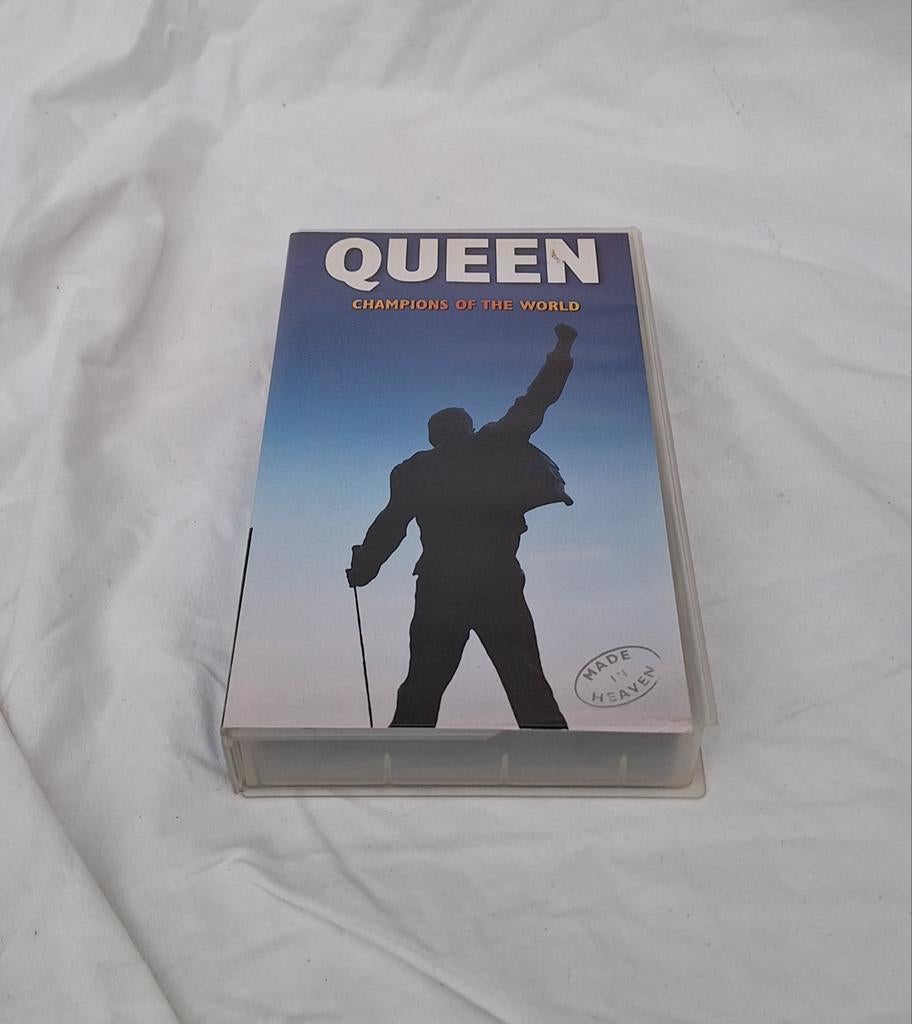 QUEEN
CHAMPIONS OF THE WORLD
MADE
IN
HEAVEN